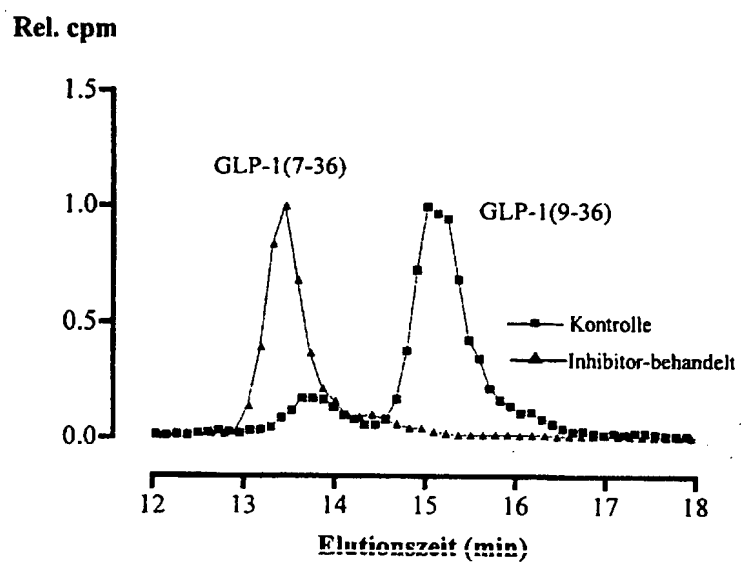 Rel. cpm
1.5
GLP-1(7-36)
1.0
GLP-1(9-36)
0.5
Kontrolle
Inhibitor-behandelt
0.0
12 13 14 15 16 17 18
Elutionszeit (min)